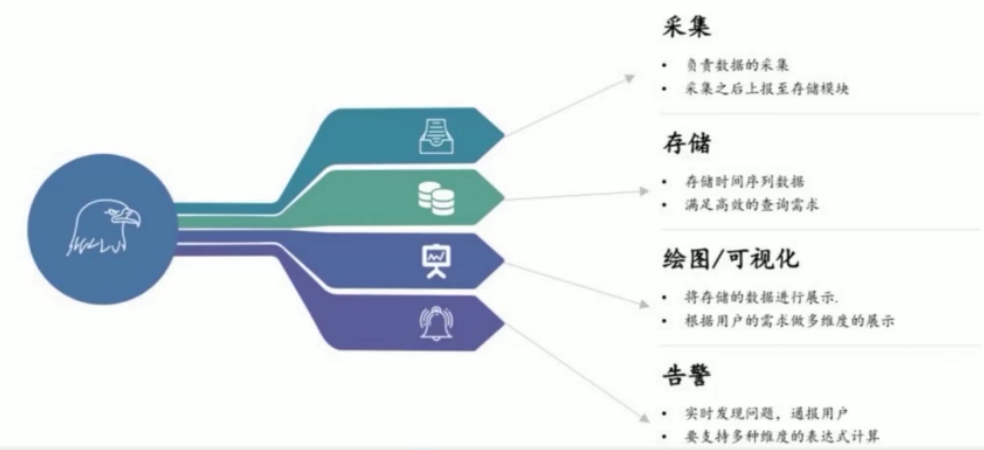 采集
• 负责数据的采集
• 采集之后上报至存储模块
存储
• 存储时间序列数据
• 满足高效的查询需求
绘图/可视化
• 将存储的数据进行展示.
• 根据用户的需求做多维度的展示
告警
• 实时发现问题，通报用户
• 要支持多种维度的表达式计算